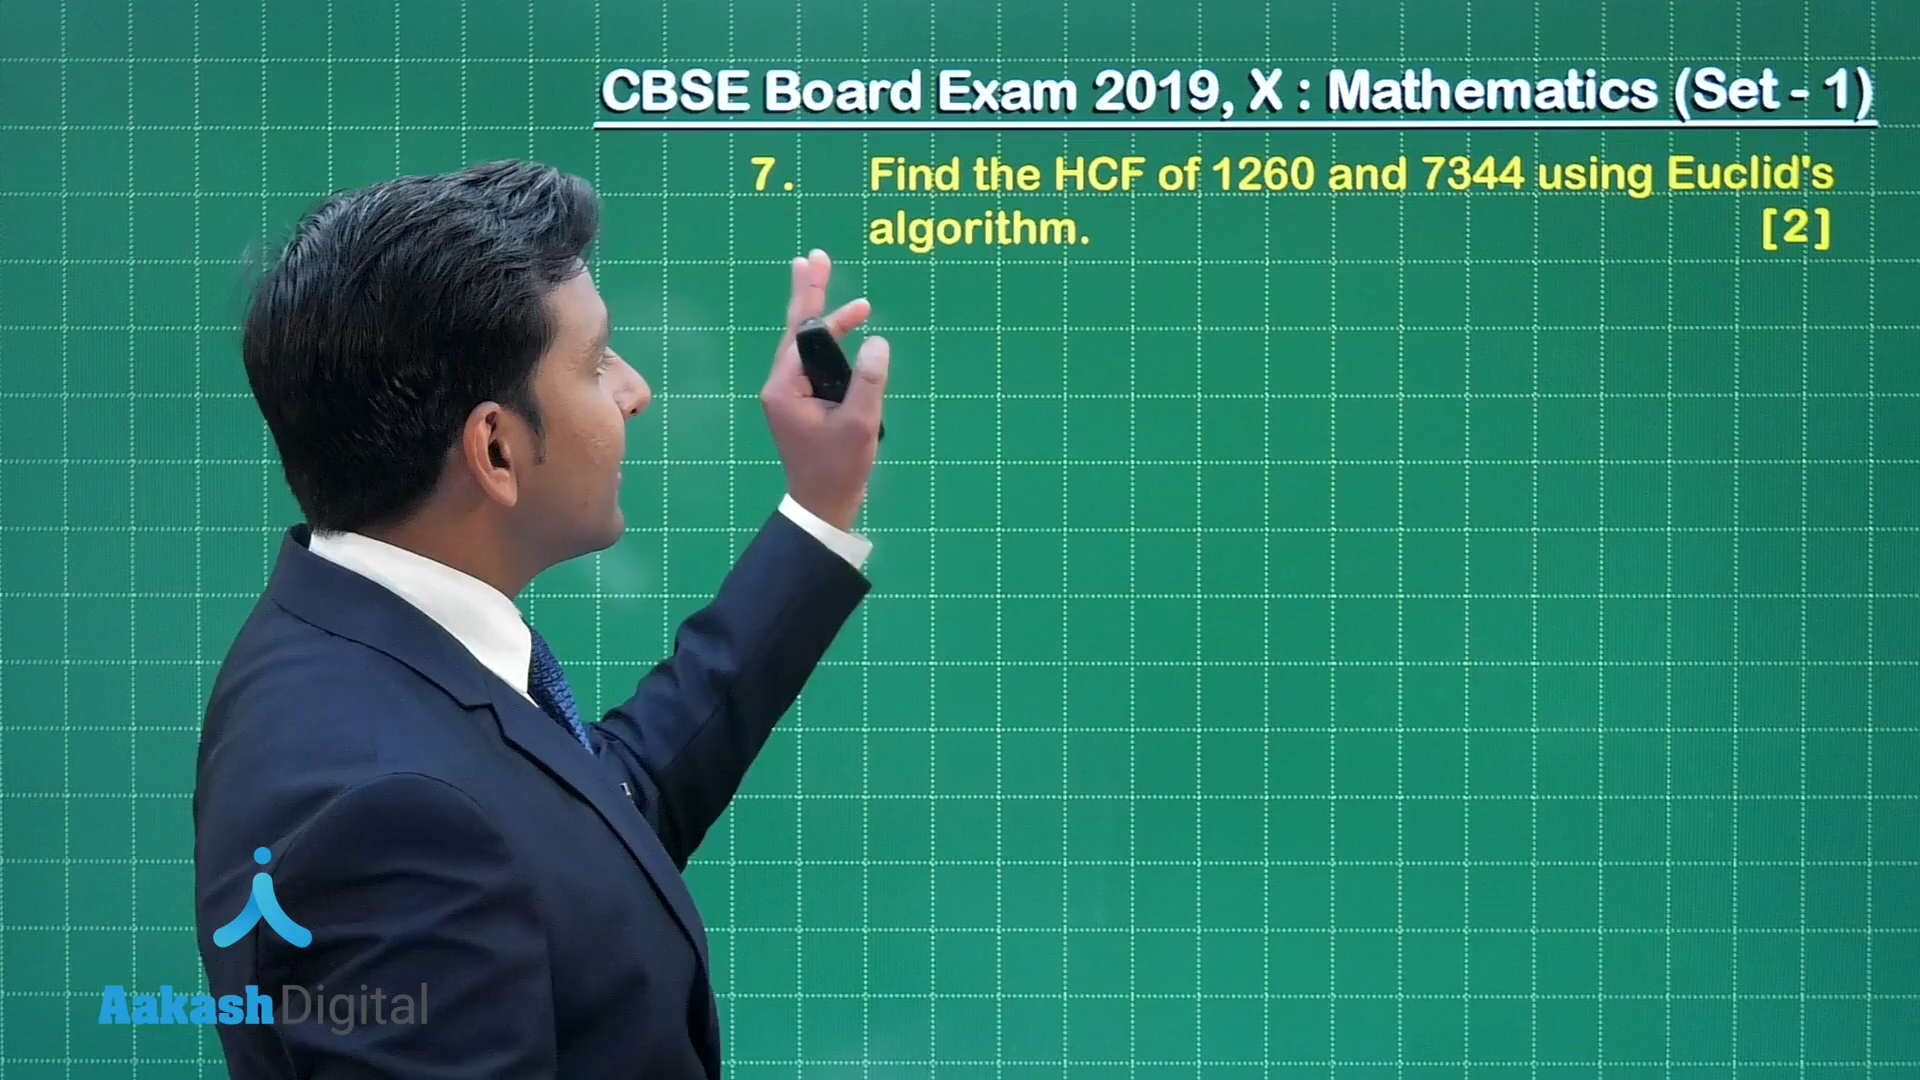 CBSE Board Exam 2019, X : Mathematics (Set - 1)
7. Find the HCF of 1260 and 7344 using Euclid's
algorithm. [2]
Aakash Digital